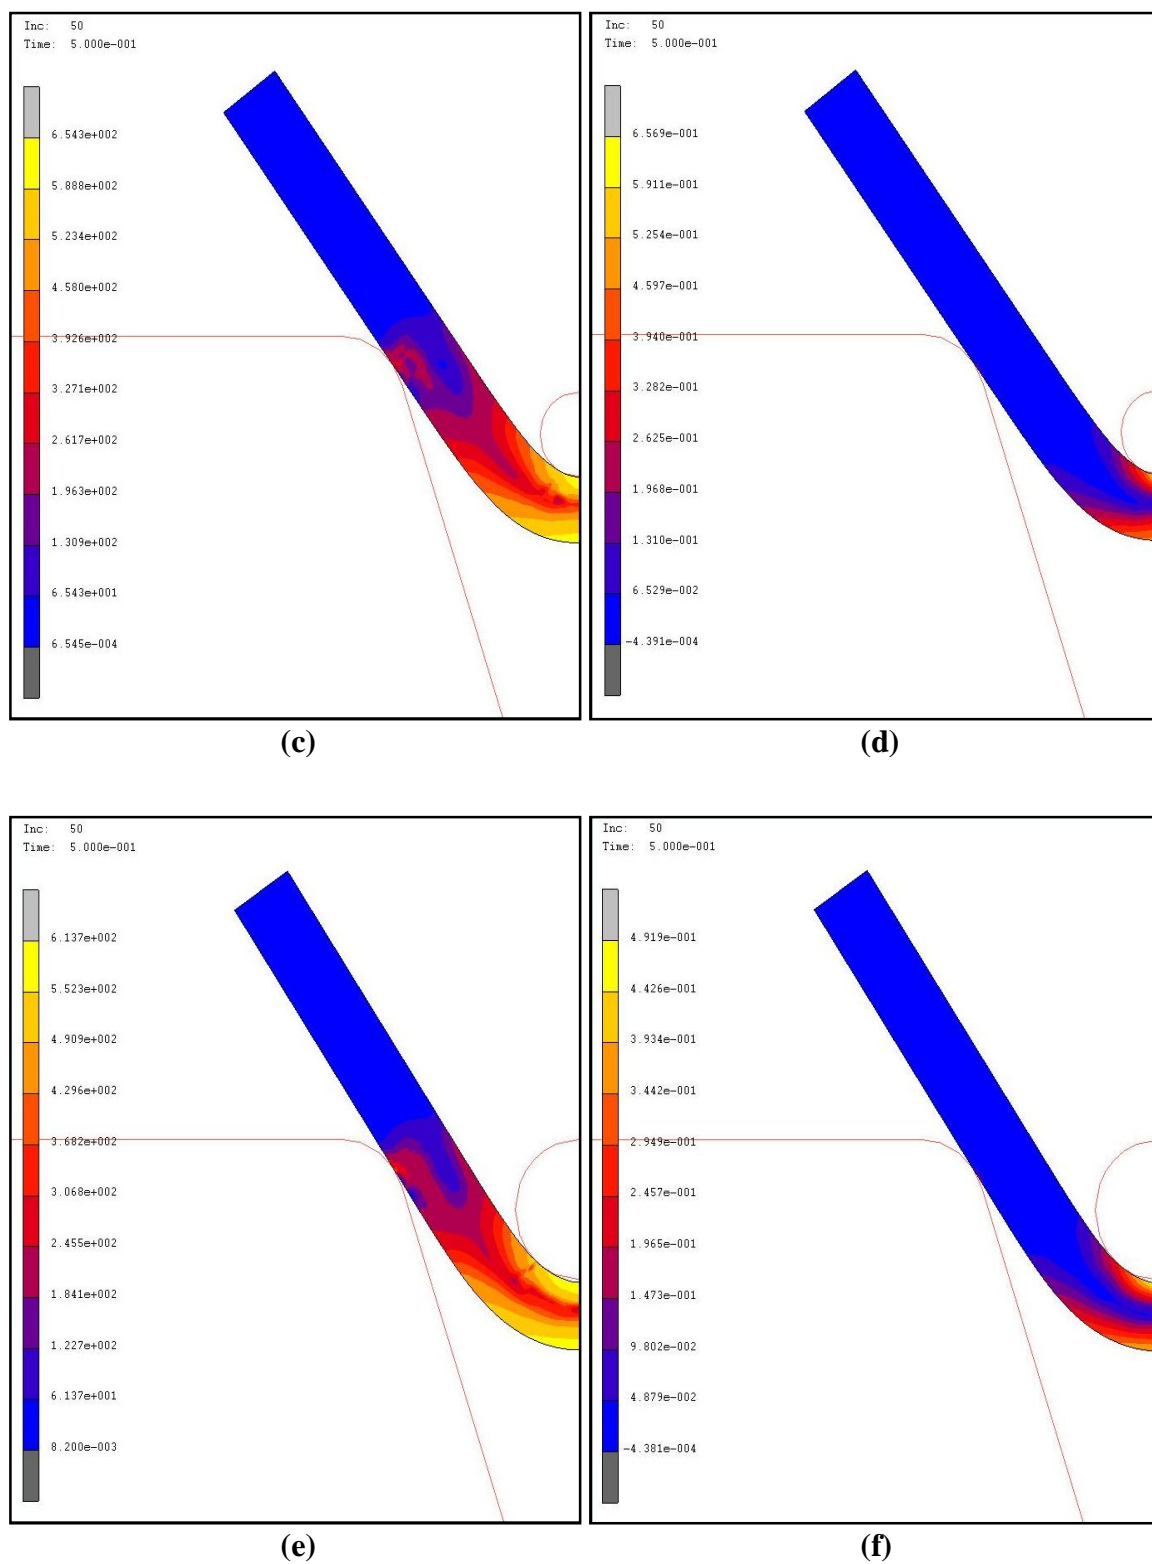 Inc: 50
Time: 5.000e-001
6.543e+002
5.888e+002
5.234e+002
4.580e+002
3.926e+002
3.271e+002
2.617e+002
1.963e+002
1.309e+002
6.543e+001
6.545e-004
(c)
Inc: 50
Time: 5.000e-001
6.569e-001
5.911e-001
5.254e-001
4.597e-001
3.940e-001
3.282e-001
2.625e-001
1.968e-001
1.310e-001
6.529e-002
-4.391e-004
(d)
Inc: 50
Time: 5.000e-001
6.137e+002
5.523e+002
4.909e+002
4.296e+002
3.682e+002
3.068e+002
2.455e+002
1.841e+002
1.227e+002
6.137e+001
8.200e-003
(e)
Inc: 50
Time: 5.000e-001
4.919e-001
4.426e-001
3.934e-001
3.442e-001
2.949e-001
2.457e-001
1.965e-001
1.473e-001
9.802e-002
4.879e-002
-4.381e-004
(f)